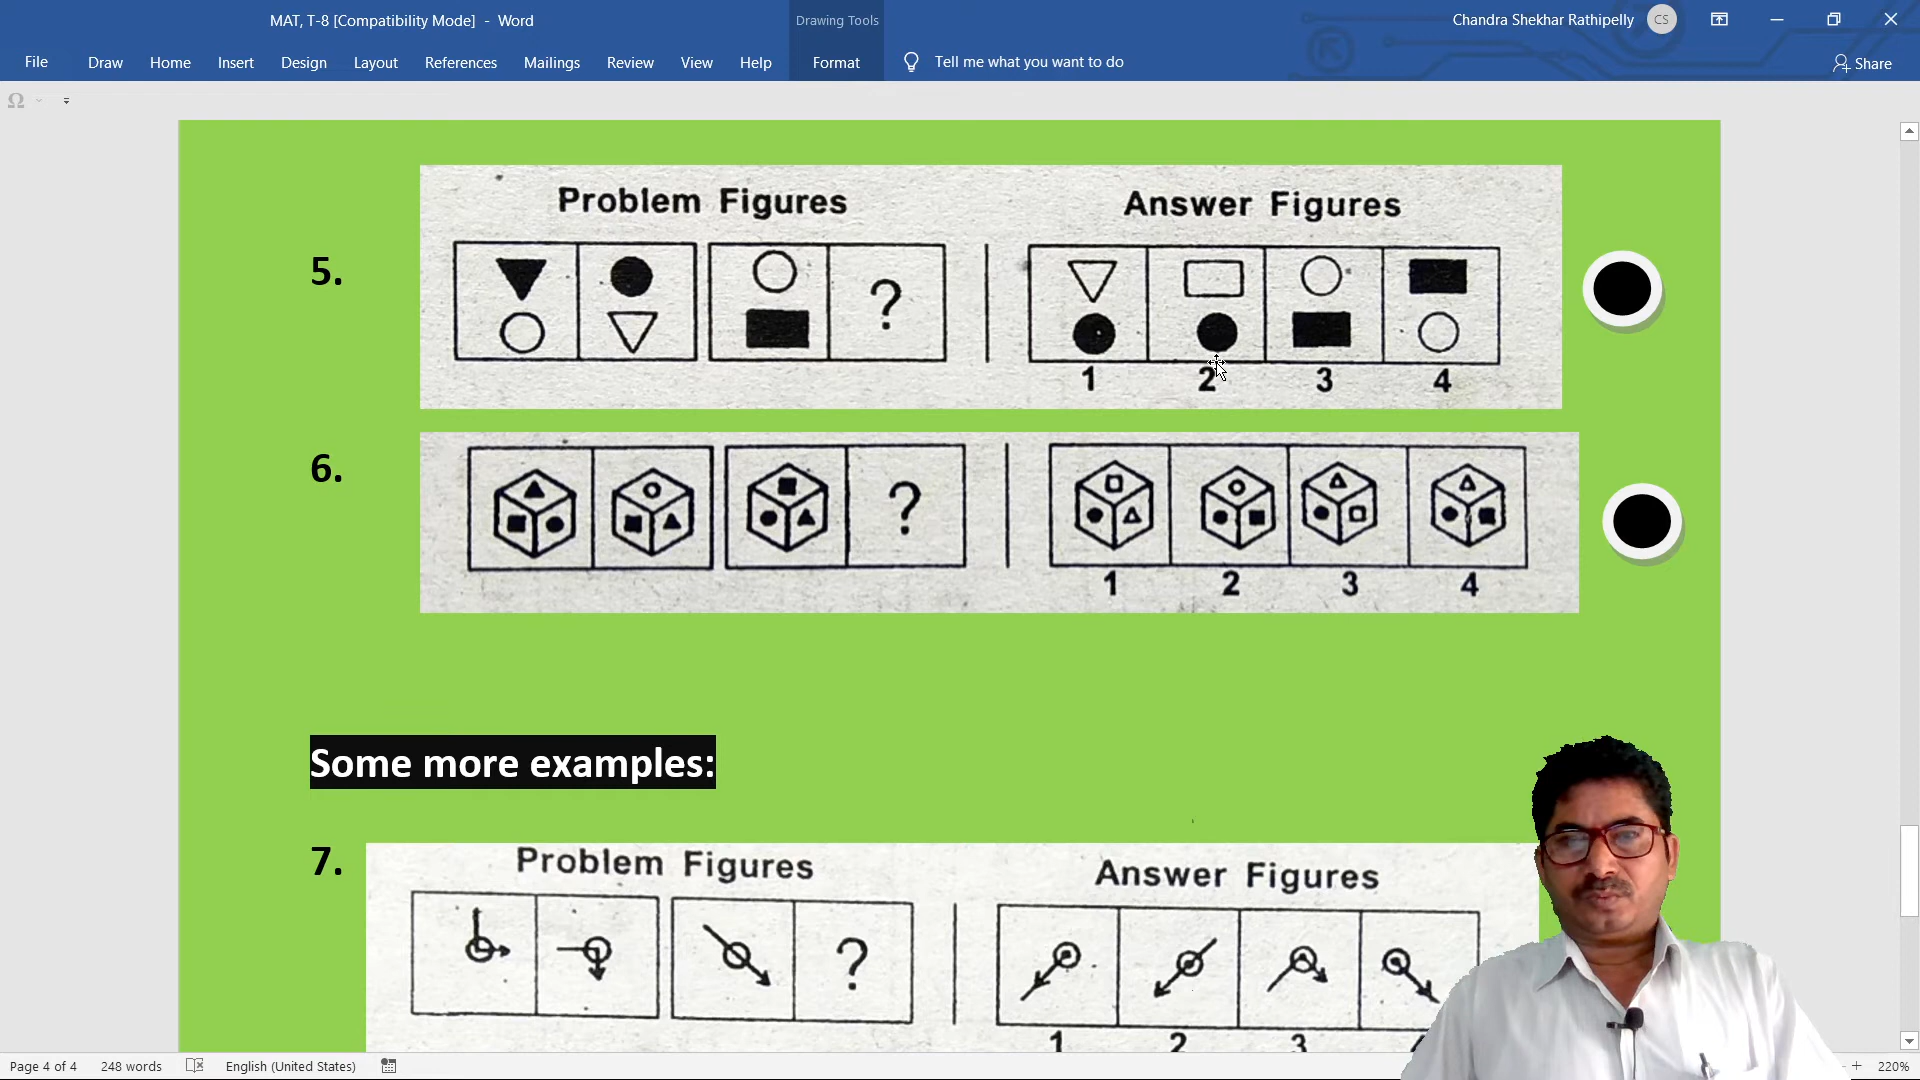 MAT, T-8 [Compatibility Mode] - Word
Drawing Tools
Chandra Shekhar Rathipelly CS
File Draw Home Insert Design Layout References Mailings Review View Help Format Tell me what you want to do Share
Problem Figures Answer Figures
5. ?
1 2 3 4
6. ?
1 2 3 4
Some more examples:
7. Problem Figures Answer Figures
?
1 2 3
Page 4 of 4 248 words English (United States) 220%